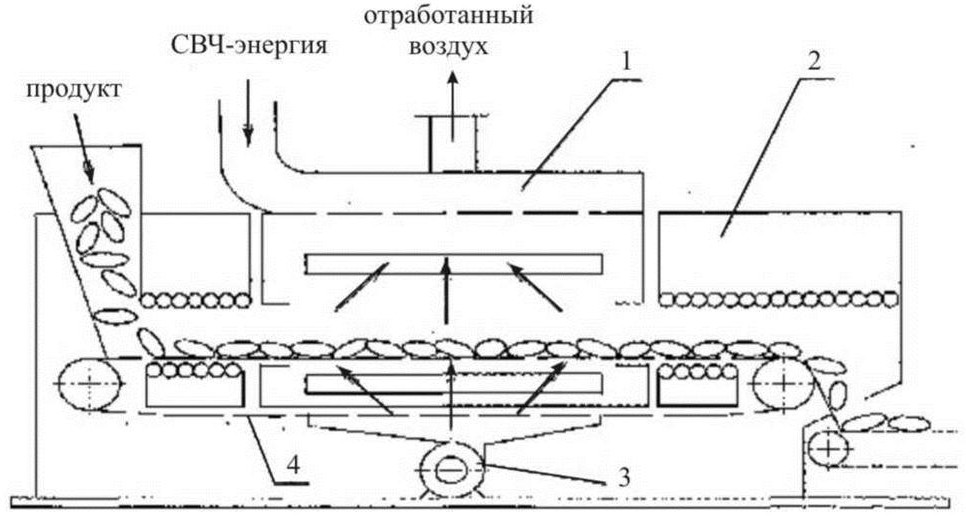 отработанный
воздух
СВЧ-энергия
продукт
1
2
3
4